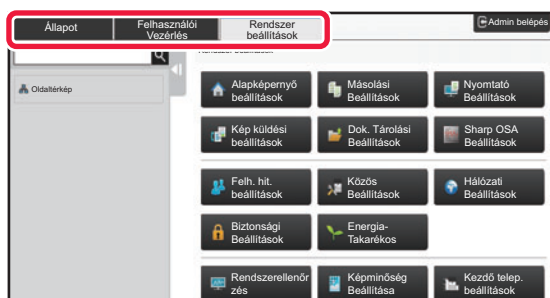 Állapot
Felhasználói
Vezérlés
Rendszer
beállítások
Admin belépés
Oldaltérkép
Alapképernyő
beállítások
Másolási
Beállítások
Nyomtató
Beállítások
Kép küldési
beállítások
Dok. Tárolási
Beállítások
Sharp OSA
Beállítások
Felh. hit.
beállítások
Közös
Beállítások
Hálózati
Beállítások
Biztonsági
Beállítások
Energia-
Takarékos
Rendszerellenőr
zés
Képminőség
Beállítása
Kezdő telep.
beállítások